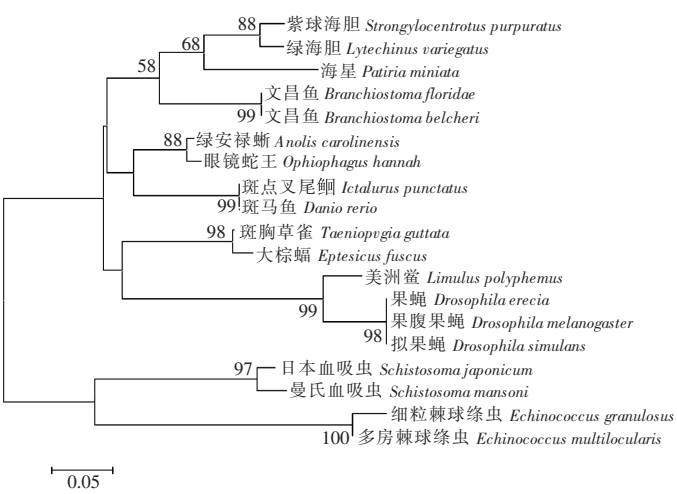 88 紫球海胆 Strongylocentrotus purpuratus
绿海胆 Lytechinus variegatus
68
海星 Patiria miniata
58
文昌鱼 Branchiostoma floridae
99 文昌鱼 Branchiostoma belcheri
88 绿安禄蜥 Anolis carolinensis
眼镜蛇王 Ophiophagus hannah
斑点叉尾鮰 Ictalurus punctatus
99 斑马鱼 Danio rerio
98 斑胸草雀 Taeniopvgia guttata
大棕蝠 Eptesicus fuscus
美洲鲎 Limulus polyphemus
99
果蝇 Drosophila erecia
果腹果蝇 Drosophila melanogaster
98 拟果蝇 Drosophila simulans
97 日本血吸虫 Schistosoma japonicum
曼氏血吸虫 Schistosoma mansoni
细粒棘球绦虫 Echinococcus granulosus
100 多房棘球绦虫 Echinococcus multilocularis
0.05